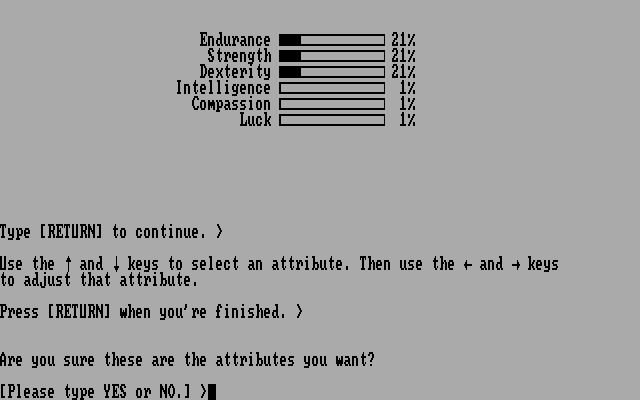 Endurance 21%
Strength 21%
Dexterity 21%
Intelligence 1%
Compassion 1%
Luck 1%
Type [RETURN] to continue. >
Use the ↑ and ↓ keys to select an attribute. Then use the ← and → keys
to adjust that attribute.
Press [RETURN] when you're finished. >
Are you sure these are the attributes you want?
[Please type YES or NO.] >